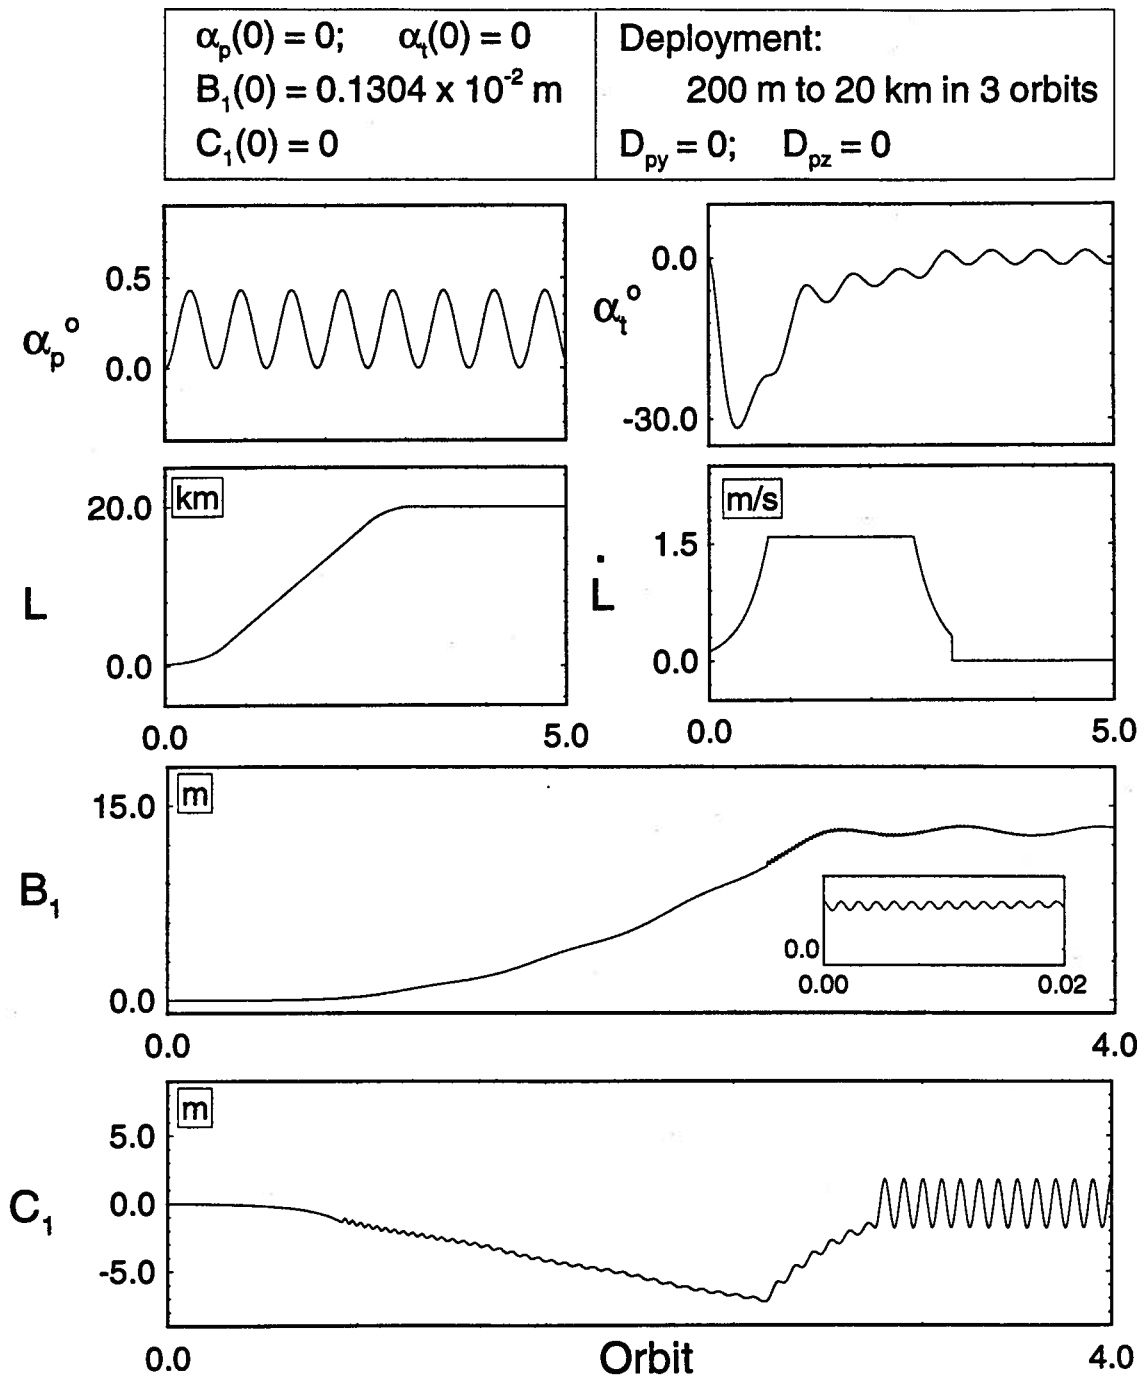 αₚ(0) = 0; αₜ(0) = 0
B₁(0) = 0.1304 x 10⁻² m
C₁(0) = 0
Deployment:
200 m to 20 km in 3 orbits
D_py = 0; D_pz = 0
αₚ°
0.5
0.0
αₜ°
0.0
-30.0
L
km
20.0
0.0
0.0 5.0
L̇
m/s
1.5
0.0
0.0 5.0
B₁
m
15.0
0.0
0.0
0.00 0.02
0.0 4.0
C₁
m
5.0
0.0
-5.0
0.0 Orbit 4.0